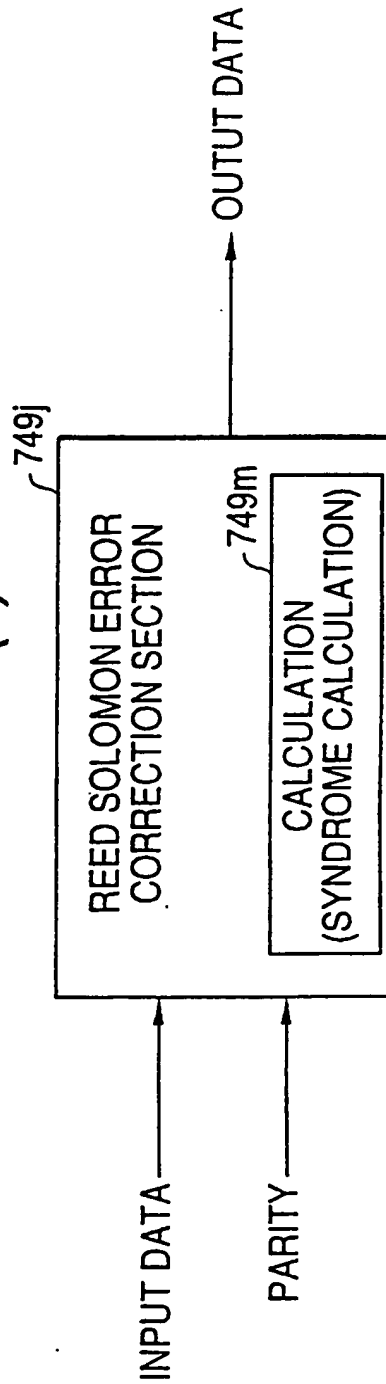 749j
REED SOLOMON ERROR
CORRECTION SECTION
749m
CALCULATION
(SYNDROME CALCULATION)
INPUT DATA
PARITY
OUTUT DATA